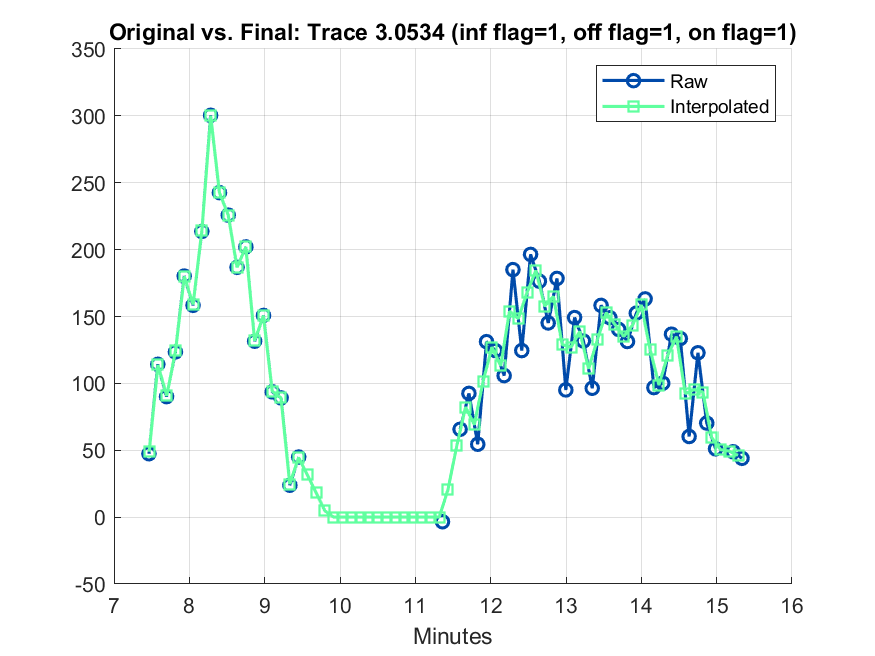 Original vs. Final: Trace 3.0534 (inf flag=1, off flag=1, on flag=1)
350
300
250
200
150
100
50
0
-50
Raw
Interpolated
7 8 9 10 11 12 13 14 15 16
Minutes